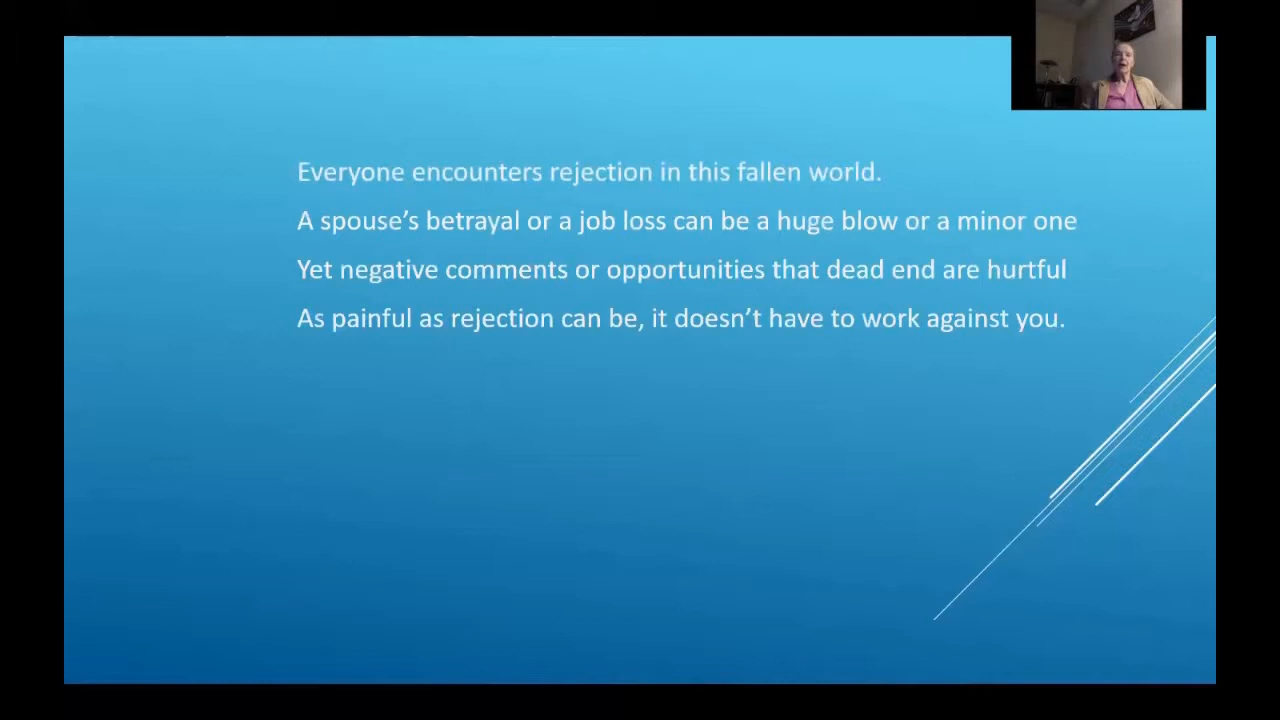 Everyone encounters rejection in this fallen world.
A spouse’s betrayal or a job loss can be a huge blow or a minor one
Yet negative comments or opportunities that dead end are hurtful
As painful as rejection can be, it doesn’t have to work against you.